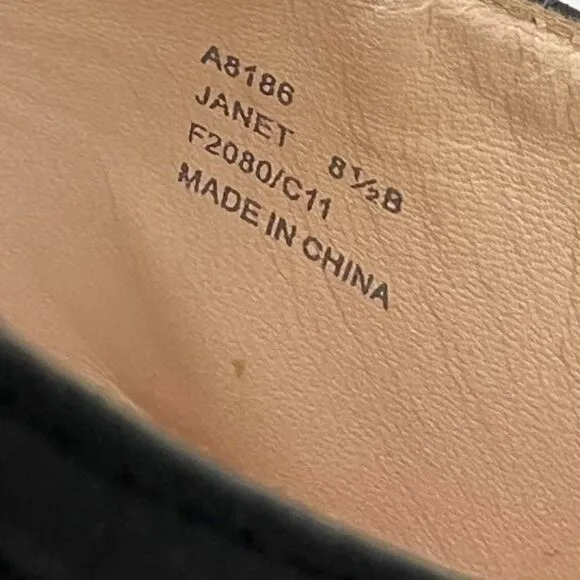 A8186
JANET 8½B
F2080/C11
MADE IN CHINA